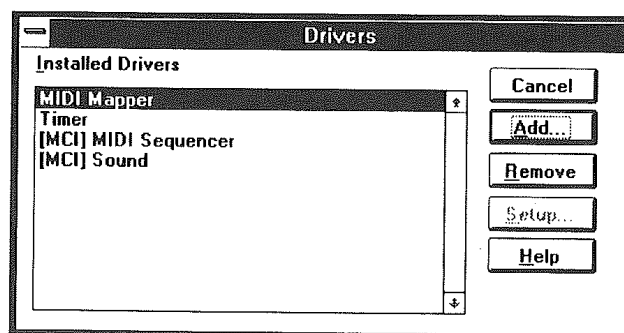 Drivers
Installed Drivers
MIDI Mapper
Timer
[MCI] MIDI Sequencer
[MCI] Sound
Cancel
Add...
Remove
Setup...
Help